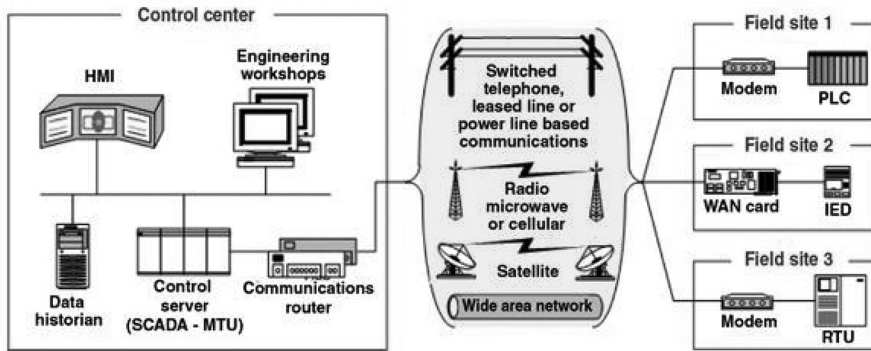 Control center
HMI
Engineering
workshops
Data
historian
Control
server
(SCADA - MTU)
Communications
router
Switched
telephone,
leased line or
power line based
communications
Radio
microwave
or cellular
Satellite
Wide area network
Field site 1
Modem
PLC
Field site 2
WAN card
IED
Field site 3
Modem
RTU